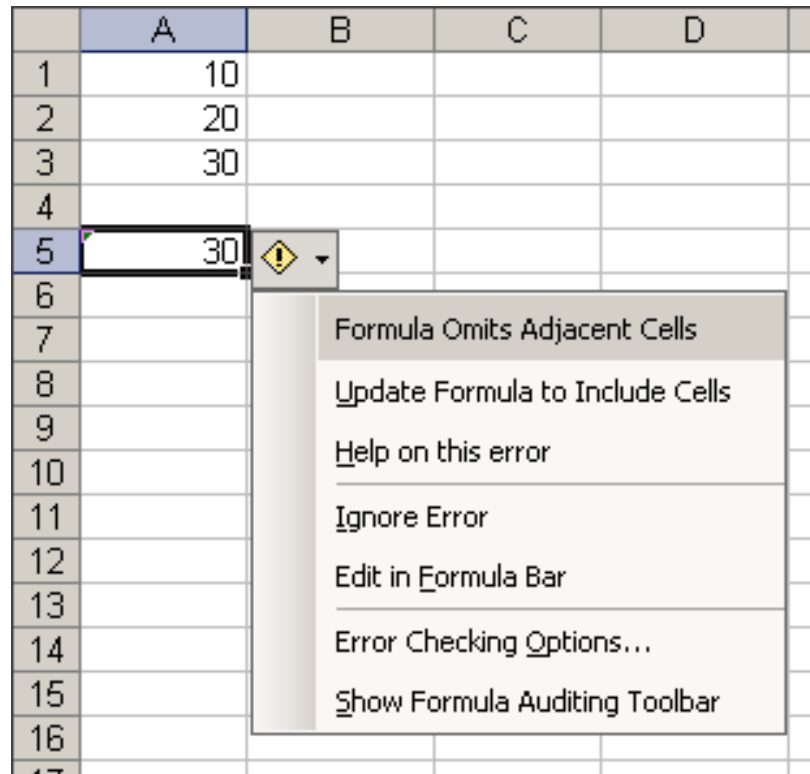 A B C D
1 10
2 20
3 30
4
5 30
6
7 Formula Omits Adjacent Cells
8 Update Formula to Include Cells
9
10 Help on this error
11 Ignore Error
12 Edit in Formula Bar
13
14 Error Checking Options...
15 Show Formula Auditing Toolbar
16
17